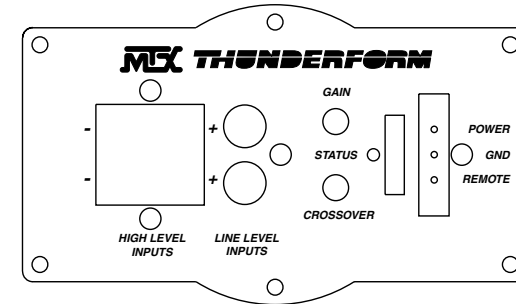 MTX THUNDERFORM
GAIN
- + POWER
STATUS GND
- + REMOTE
CROSSOVER
HIGH LEVEL LINE LEVEL
INPUTS INPUTS